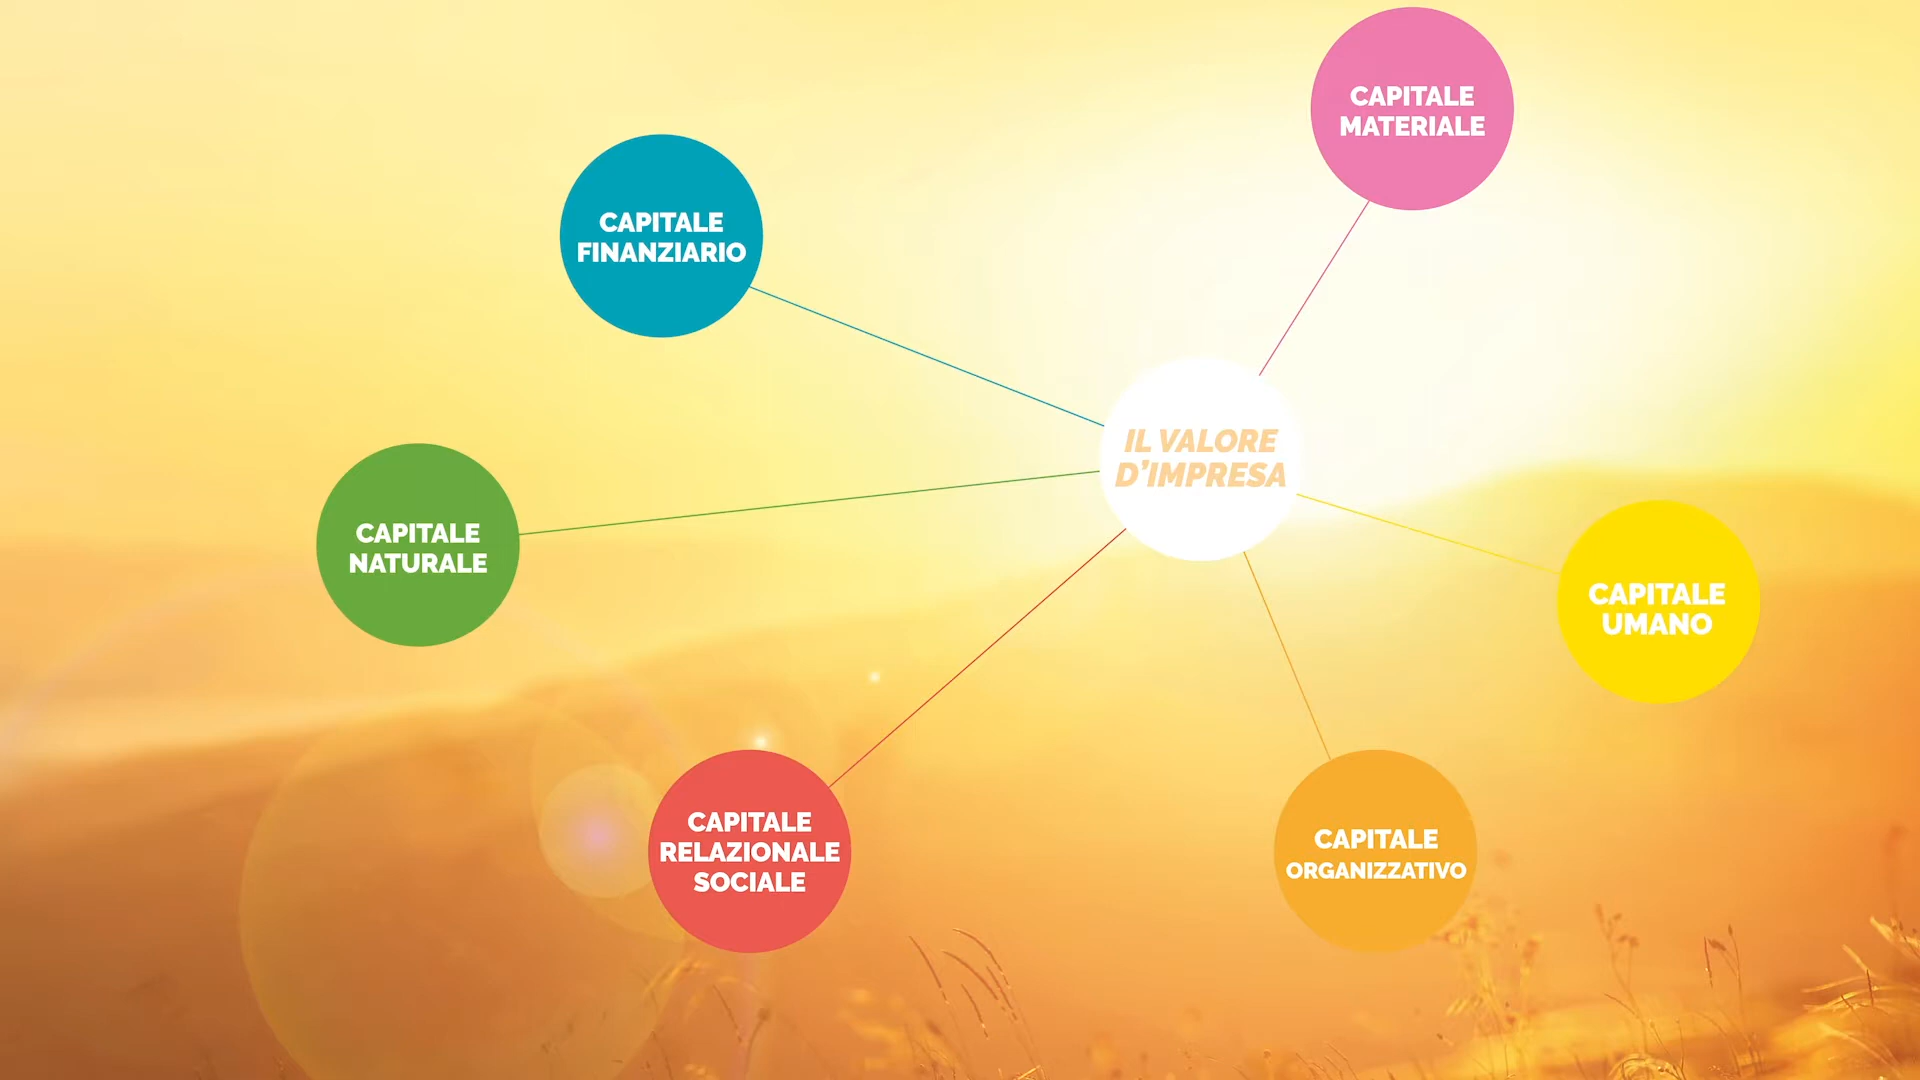 CAPITALE
MATERIALE
CAPITALE
FINANZIARIO
IL VALORE
D'IMPRESA
CAPITALE
NATURALE
CAPITALE
UMANO
CAPITALE
RELAZIONALE
SOCIALE
CAPITALE
ORGANIZZATIVO